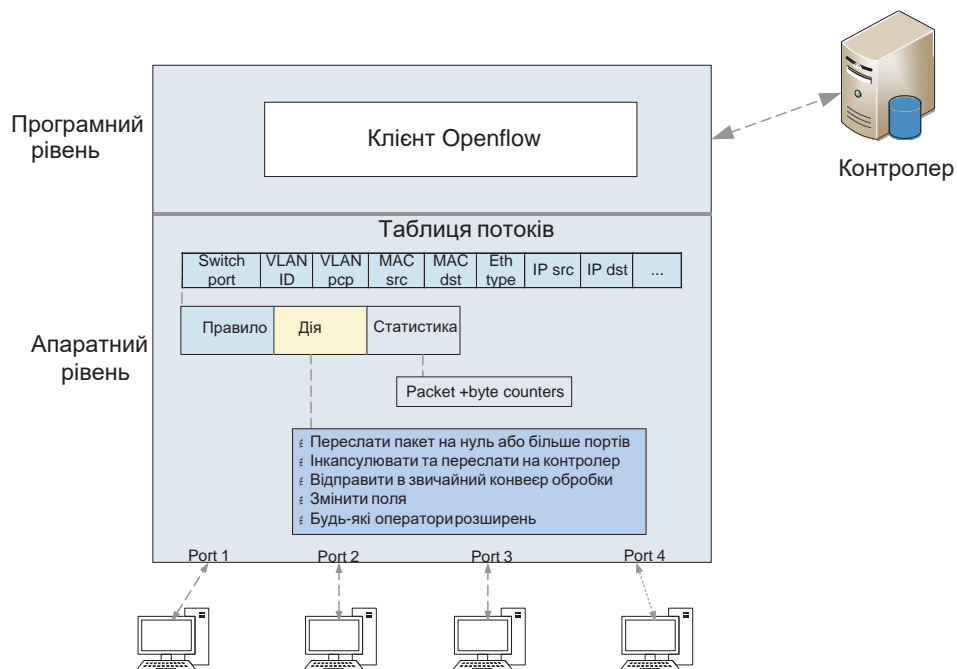 Програмний
рівень
Клієнт Openflow
Контролер
Таблиця потоків
Switch port
VLAN ID
VLAN pcp
MAC src
MAC dst
Eth type
IP src
IP dst
...
Апаратний
рівень
Правило
Дія
Статистика
Packet +byte counters
Переслати пакет на нуль або більше портів
Інкапсулювати та переслати на контролер
Відправити в звичайний конвеєр обробки
Змінити поля
Будь-які оператори розширень
Port 1
Port 2
Port 3
Port 4